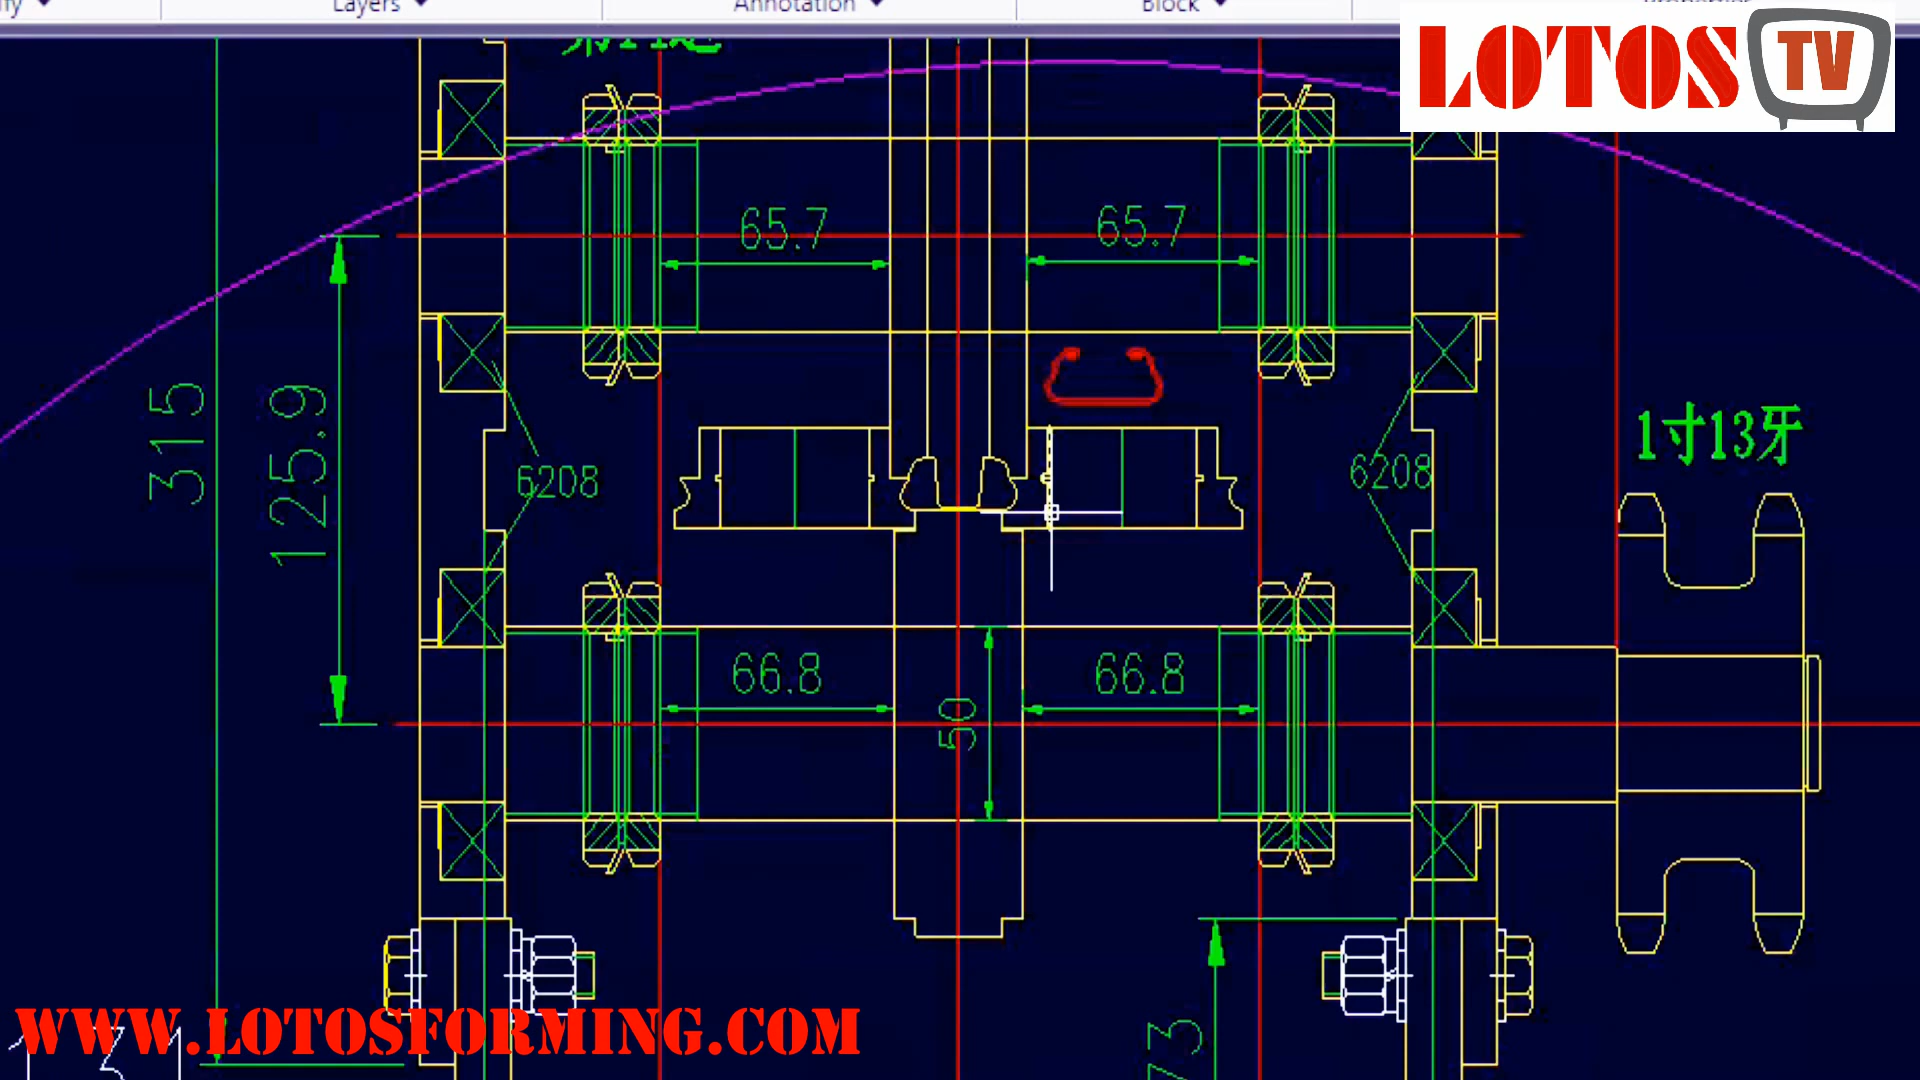 Layers
Annotation
Block
LOTOS TV
65.7
65.7
315
125.9
6208
6208
1寸13牙
66.8
66.8
50
WWW.LOTOSFORMING.COM